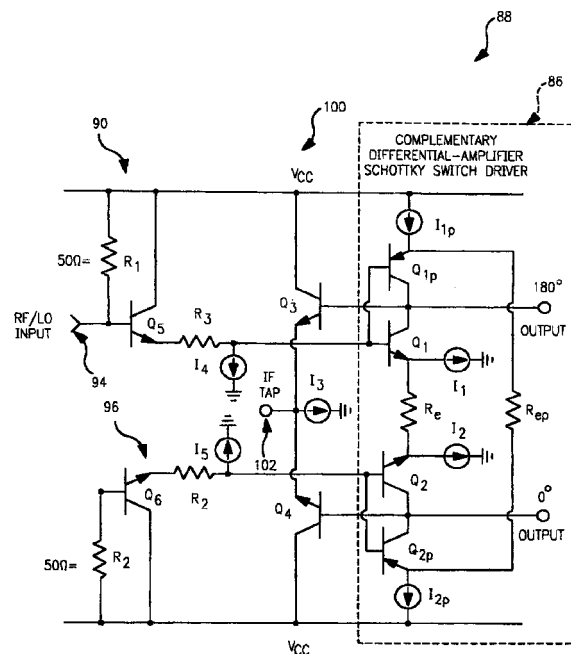 88
86
100
90
COMPLEMENTARY
DIFFERENTIAL-AMPLIFIER
SCHOTTKY SWITCH DRIVER
VCC
I1p
50Ω=
R1
Q1p
RF/LO
INPUT
Q5
R3
Q3
180°
OUTPUT
Q1
94
I4
IF
TAP
I3
I1
Re
Rep
96
I5
102
I2
Q6
R2
Q4
Q2
0°
OUTPUT
50Ω=
R2
Q2p
I2p
VCC